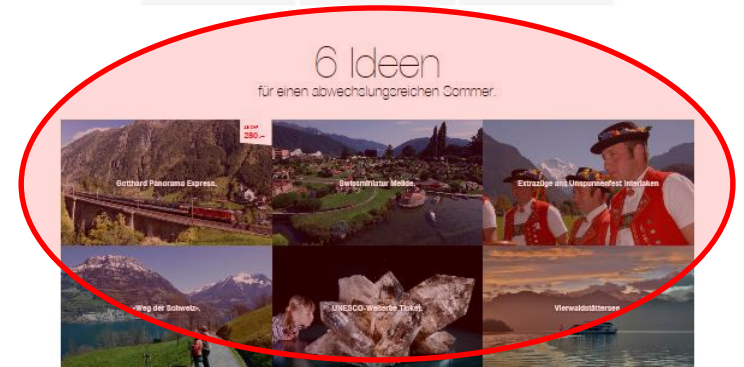 6 Ideen
für einen abwechslungsreichen Sommer.
280.–
Gotthard Panorama Express.
Swissminiatur Melide.
Extrazüge ans Unspunnenfest Interlaken
«Weg der Schweiz».
UNESCO-Welterbe Ticket.
Vierwaldstättersee